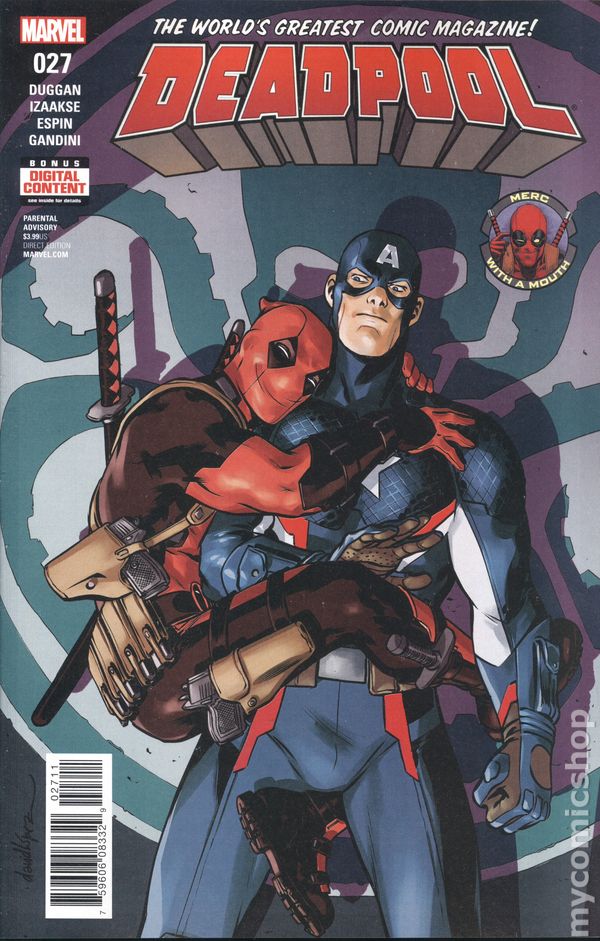 MARVEL
027
DUGGAN
IZAAKSE
ESPIN
GANDINI
BONUS
DIGITAL
CONTENT
see inside for details
PARENTAL
ADVISORY
$3.99US
DIRECT EDITION
MARVEL.COM
THE WORLD'S GREATEST COMIC MAGAZINE!
DEADPOOL
MERC
WITH A MOUTH
A
02711
7 59606 08332 9
mycomicshop